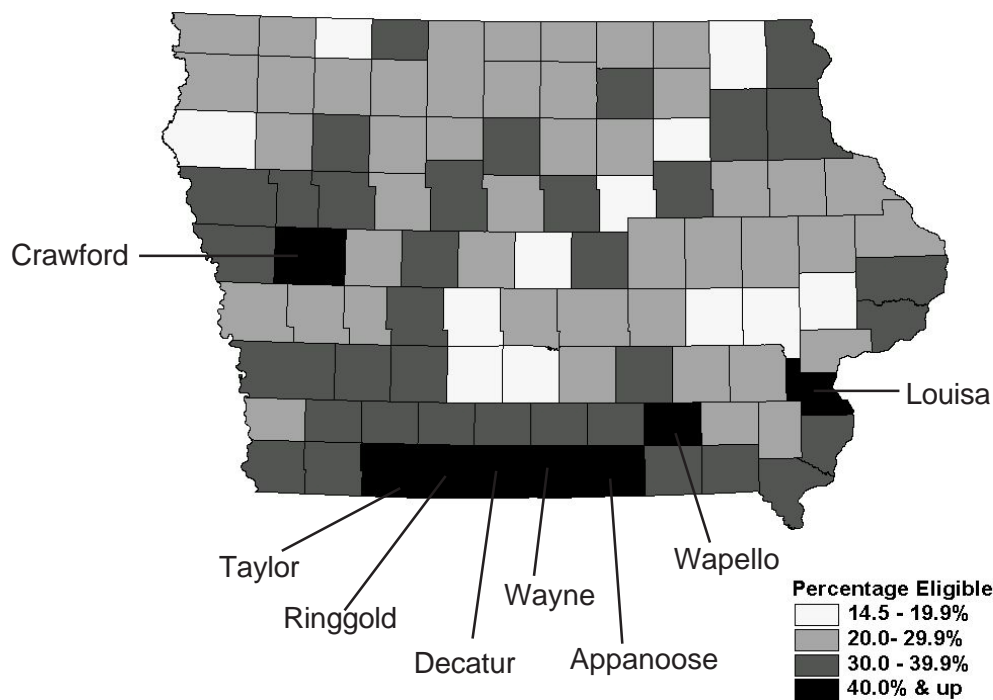 Crawford
Louisa
Taylor
Wapello
Ringgold
Wayne
Decatur
Appanoose
Percentage Eligible
14.5 - 19.9%
20.0- 29.9%
30.0 - 39.9%
40.0% & up